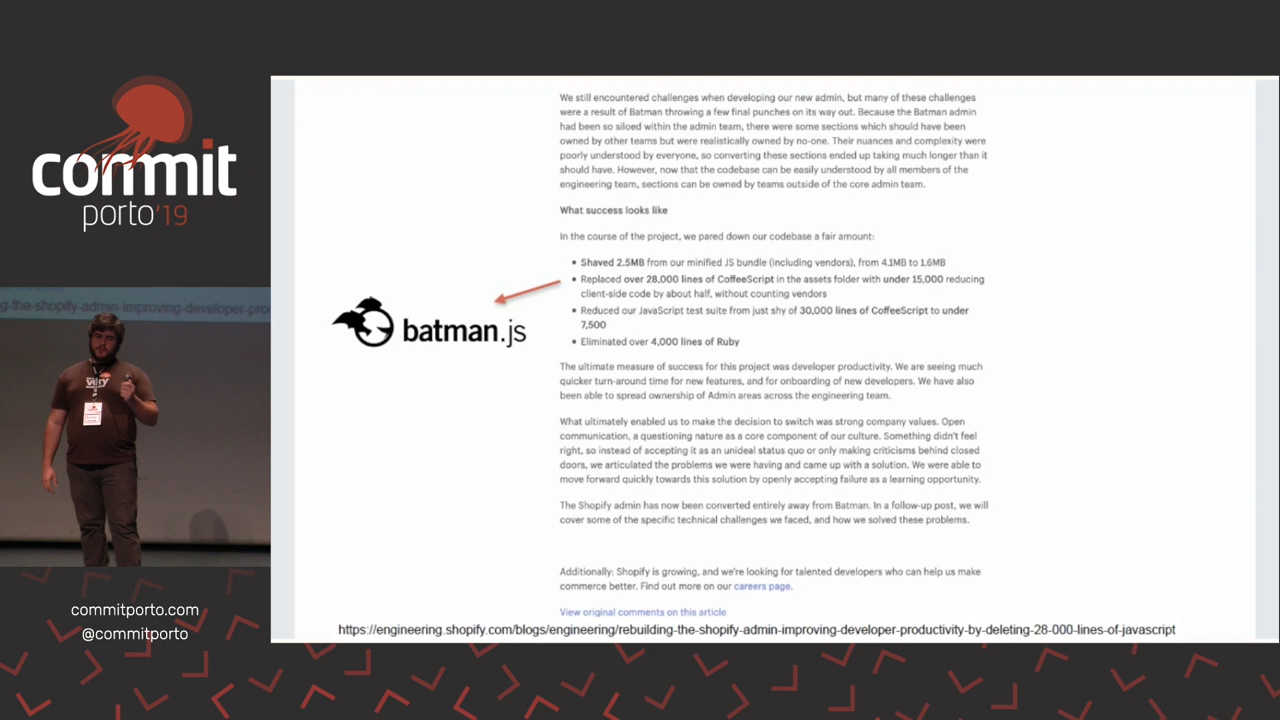 commit
porto'19
g-the-shopify-admin-improving-developer-pro
very
commitporto.com
@commitporto
batman.js
We still encountered challenges when developing our new admin, but many of these challenges
were a result of Batman throwing a few final punches on its way out. Because the Batman admin
had been so siloed within the admin team, there were some sections which should have been
owned by other teams but were realistically owned by no-one. Their nuances and complexity were
poorly understood by everyone, so converting these sections ended up taking much longer than it
should have. However, now that the codebase can be easily understood by all members of the
engineering team, sections can be owned by teams outside of the core admin team.
What success looks like
In the course of the project, we pared down our codebase a fair amount:
• Shaved 2.5MB from our minified JS bundle (including vendors), from 4.1MB to 1.6MB
• Replaced over 28,000 lines of CoffeeScript in the assets folder with under 15,000 reducing
client-side code by about half, without counting vendors
• Reduced our JavaScript test suite from just shy of 30,000 lines of CoffeeScript to under
7,500
• Eliminated over 4,000 lines of Ruby
The ultimate measure of success for this project was developer productivity. We are seeing much
quicker turn-around time for new features, and for onboarding of new developers. We have also
been able to spread ownership of Admin areas across the engineering team.
What ultimately enabled us to make the decision to switch was strong company values. Open
communication, a questioning nature as a core component of our culture. Something didn't feel
right, so instead of accepting it as an unideal status quo or only making criticisms behind closed
doors, we articulated the problems we were having and came up with a solution. We were able to
move forward quickly towards this solution by openly accepting failure as a learning opportunity.
The Shopify admin has now been converted entirely away from Batman. In a follow-up post, we will
cover some of the specific technical challenges we faced, and how we solved these problems.
Additionally: Shopify is growing, and we're looking for talented developers who can help us make
commerce better. Find out more on our careers page.
View original comments on this article
https://engineering.shopify.com/blogs/engineering/rebuilding-the-shopify-admin-improving-developer-productivity-by-deleting-28-000-lines-of-javascript